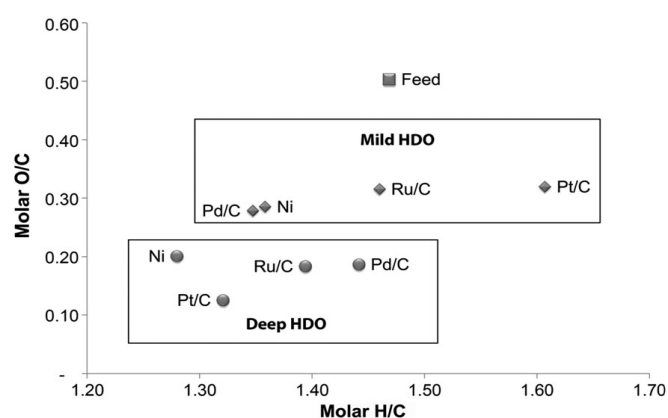 0.60
0.50
Feed
Mild HDO
0.40
Molar O/C
0.30
Pd/C
Ni
Ru/C
Pt/C
0.20
Ni
Ru/C
Pd/C
Pt/C
0.10
Deep HDO
-
1.20 1.30 1.40 1.50 1.60 1.70
Molar H/C